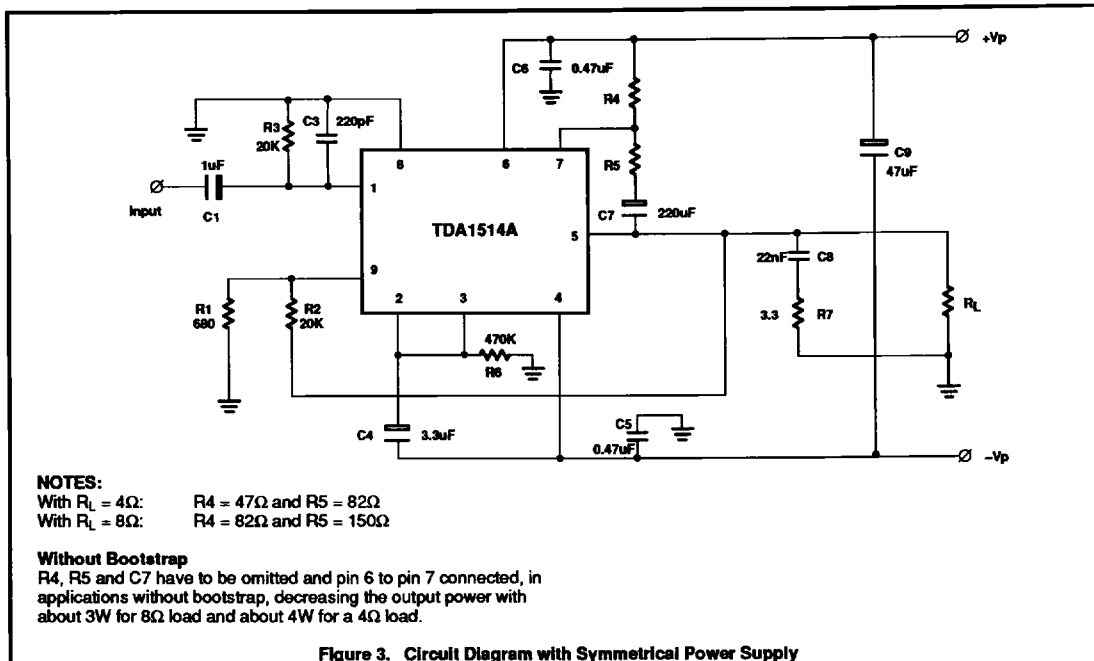 +Vp
C6
0.47uF
R4
C3
220pF
R3
20K
8
6
7
C9
47uF
1uF
R5
Input
C1
1
C7
220uF
TDA1514A
5
22nF
C8
9
R1
680
R2
20K
2
3
4
3.3
R7
RL
470K
R6
C4
3.3uF
C5
0.47uF
–Vp
NOTES:
With RL = 4Ω: R4 = 47Ω and R5 = 82Ω
With RL = 8Ω: R4 = 82Ω and R5 = 150Ω
Without Bootstrap
R4, R5 and C7 have to be omitted and pin 6 to pin 7 connected, in
applications without bootstrap, decreasing the output power with
about 3W for 8Ω load and about 4W for a 4Ω load.
Figure 3. Circuit Diagram with Symmetrical Power Supply